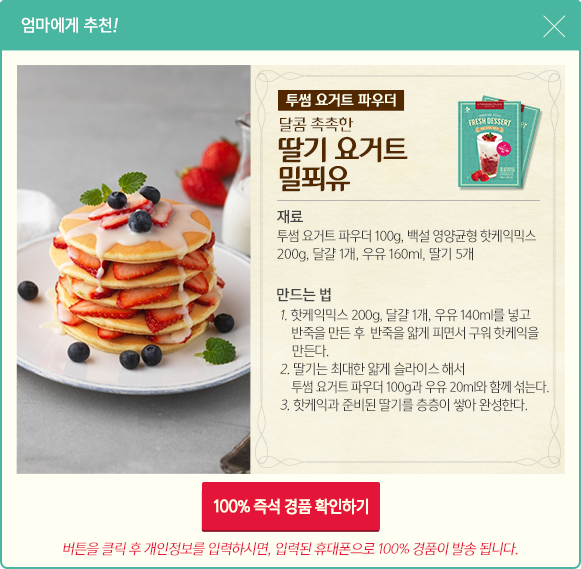 엄마에게 추천!
투썸 요거트 파우더
달콤 촉촉한
딸기 요거트
밀푀유
FRESH DESSERT
재료
투썸 요거트 파우더 100g, 백설 영양균형 핫케익믹스
200g, 달걀 1개, 우유 160ml, 딸기 5개
만드는 법
1. 핫케익믹스 200g, 달걀 1개, 우유 140ml를 넣고
반죽을 만든 후 반죽을 얇게 피면서 구워 핫케익을
만든다.
2. 딸기는 최대한 얇게 슬라이스 해서
투썸 요거트 파우더 100g과 우유 20ml와 함께 섞는다.
3. 핫케익과 준비된 딸기를 층층이 쌓아 완성한다.
100% 즉석 경품 확인하기
버튼을 클릭 후 개인정보를 입력하시면, 입력된 휴대폰으로 100% 경품이 발송 됩니다.